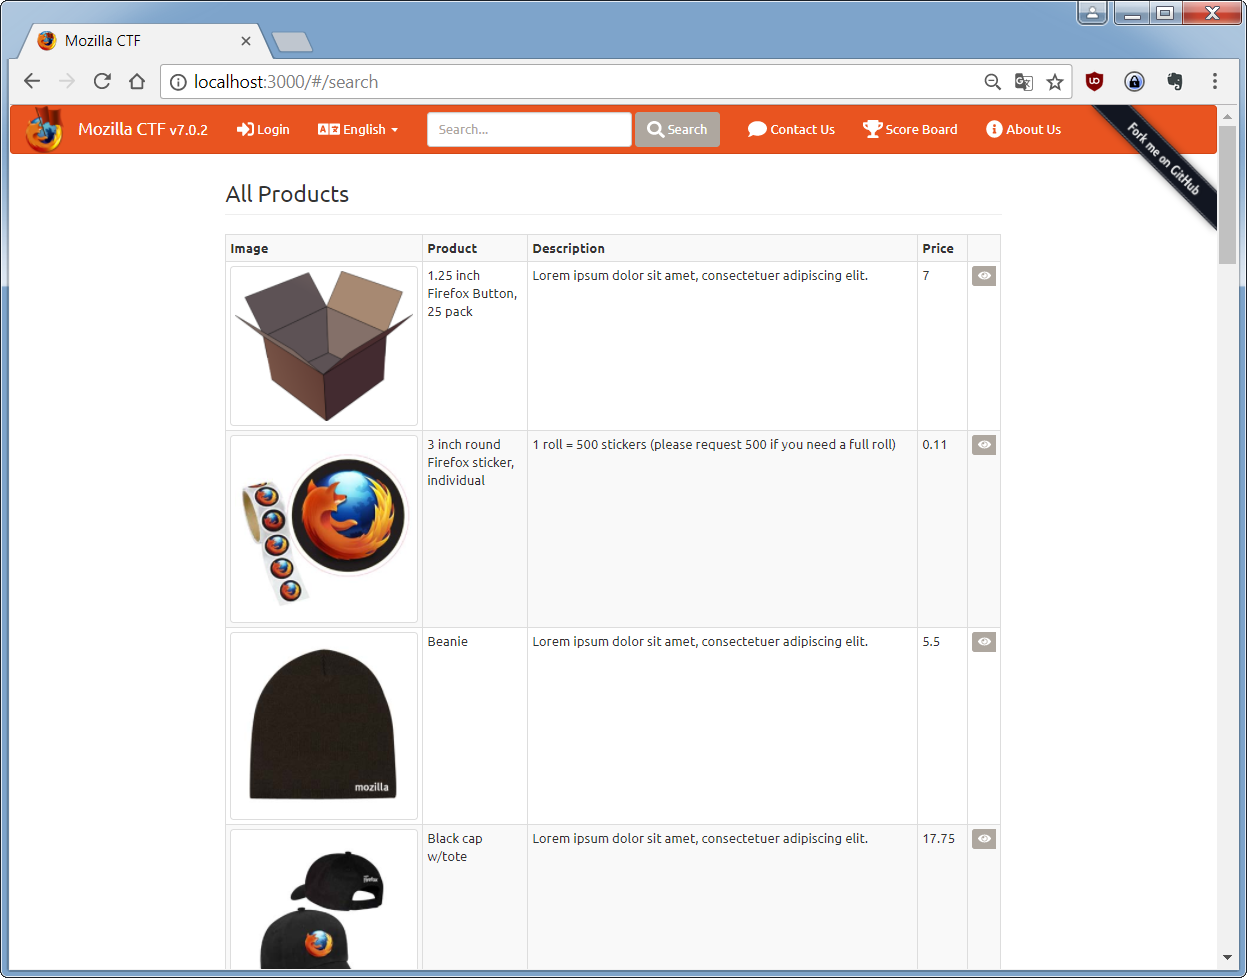 Mozilla CTF
localhost:3000/#/search
Mozilla CTF v7.0.2 Login English Search... Search Contact Us Score Board About Us
Fork me on GitHub
All Products
Image Product Description Price
1.25 inch Lorem ipsum dolor sit amet, consectetuer adipiscing elit. 7
Firefox Button,
25 pack
3 inch round 1 roll = 500 stickers (please request 500 if you need a full roll) 0.11
Firefox sticker,
individual
Beanie Lorem ipsum dolor sit amet, consectetuer adipiscing elit. 5.5
mozilla
Black cap Lorem ipsum dolor sit amet, consectetuer adipiscing elit. 17.75
w/tote
Firefox